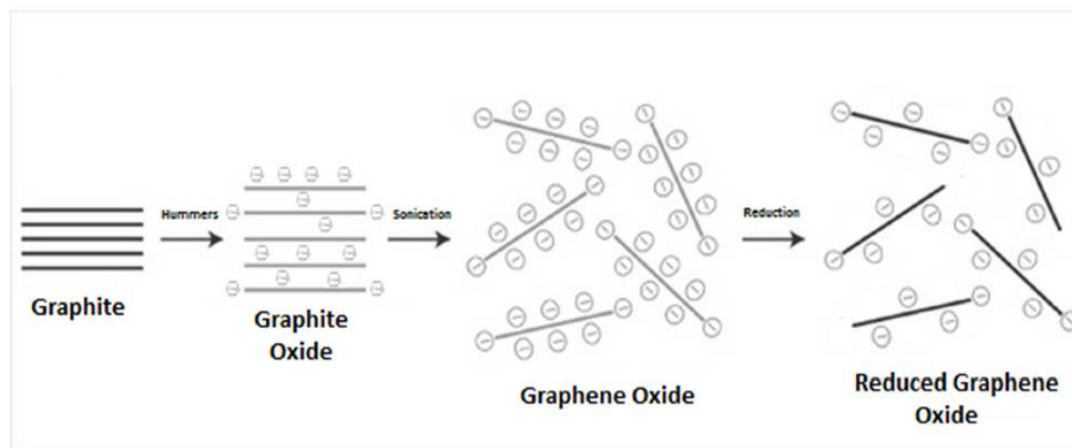 Hummers
Sonication
Reduction
Graphite
Graphite
Oxide
Graphene Oxide
Reduced Graphene
Oxide